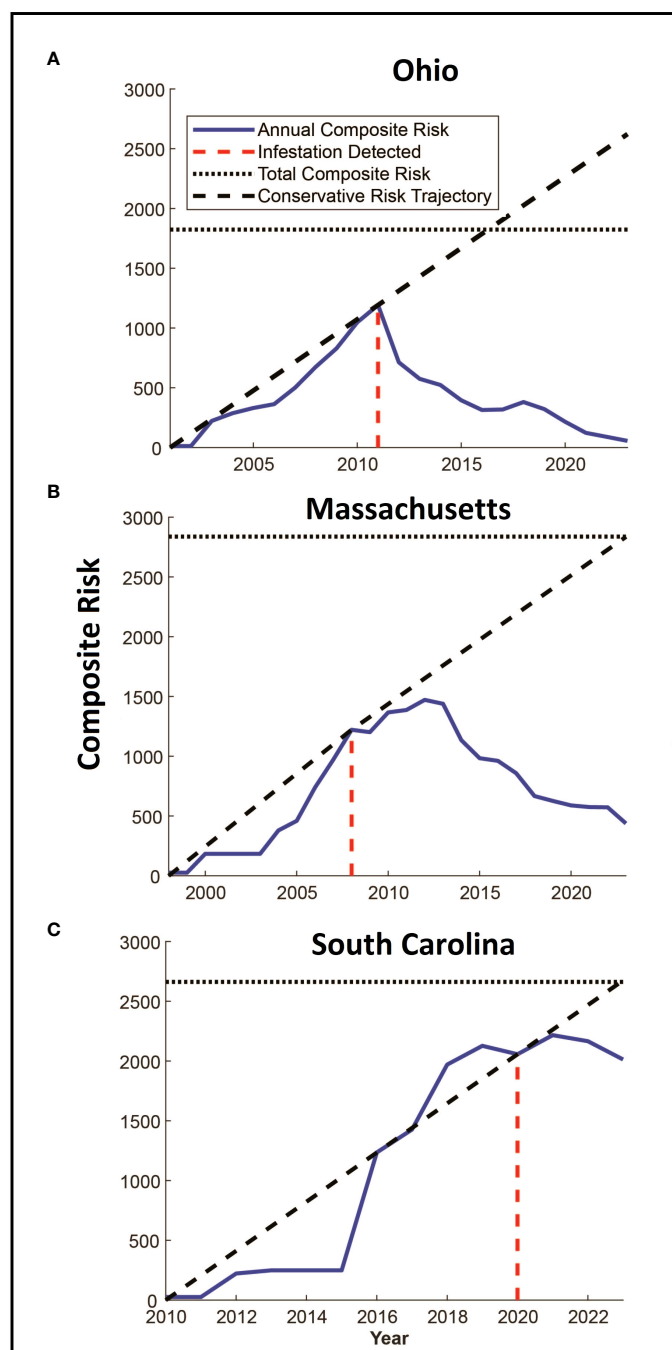 A
Ohio
3000
2500
2000
1500
1000
500
0
Annual Composite Risk
Infestation Detected
Total Composite Risk
Conservative Risk Trajectory
2005 2010 2015 2020
B
Massachusetts
3000
2500
2000
1500
1000
500
0
2000 2005 2010 2015 2020
Composite Risk
C
South Carolina
3000
2500
2000
1500
1000
500
0
2010 2012 2014 2016 2018 2020 2022
Year